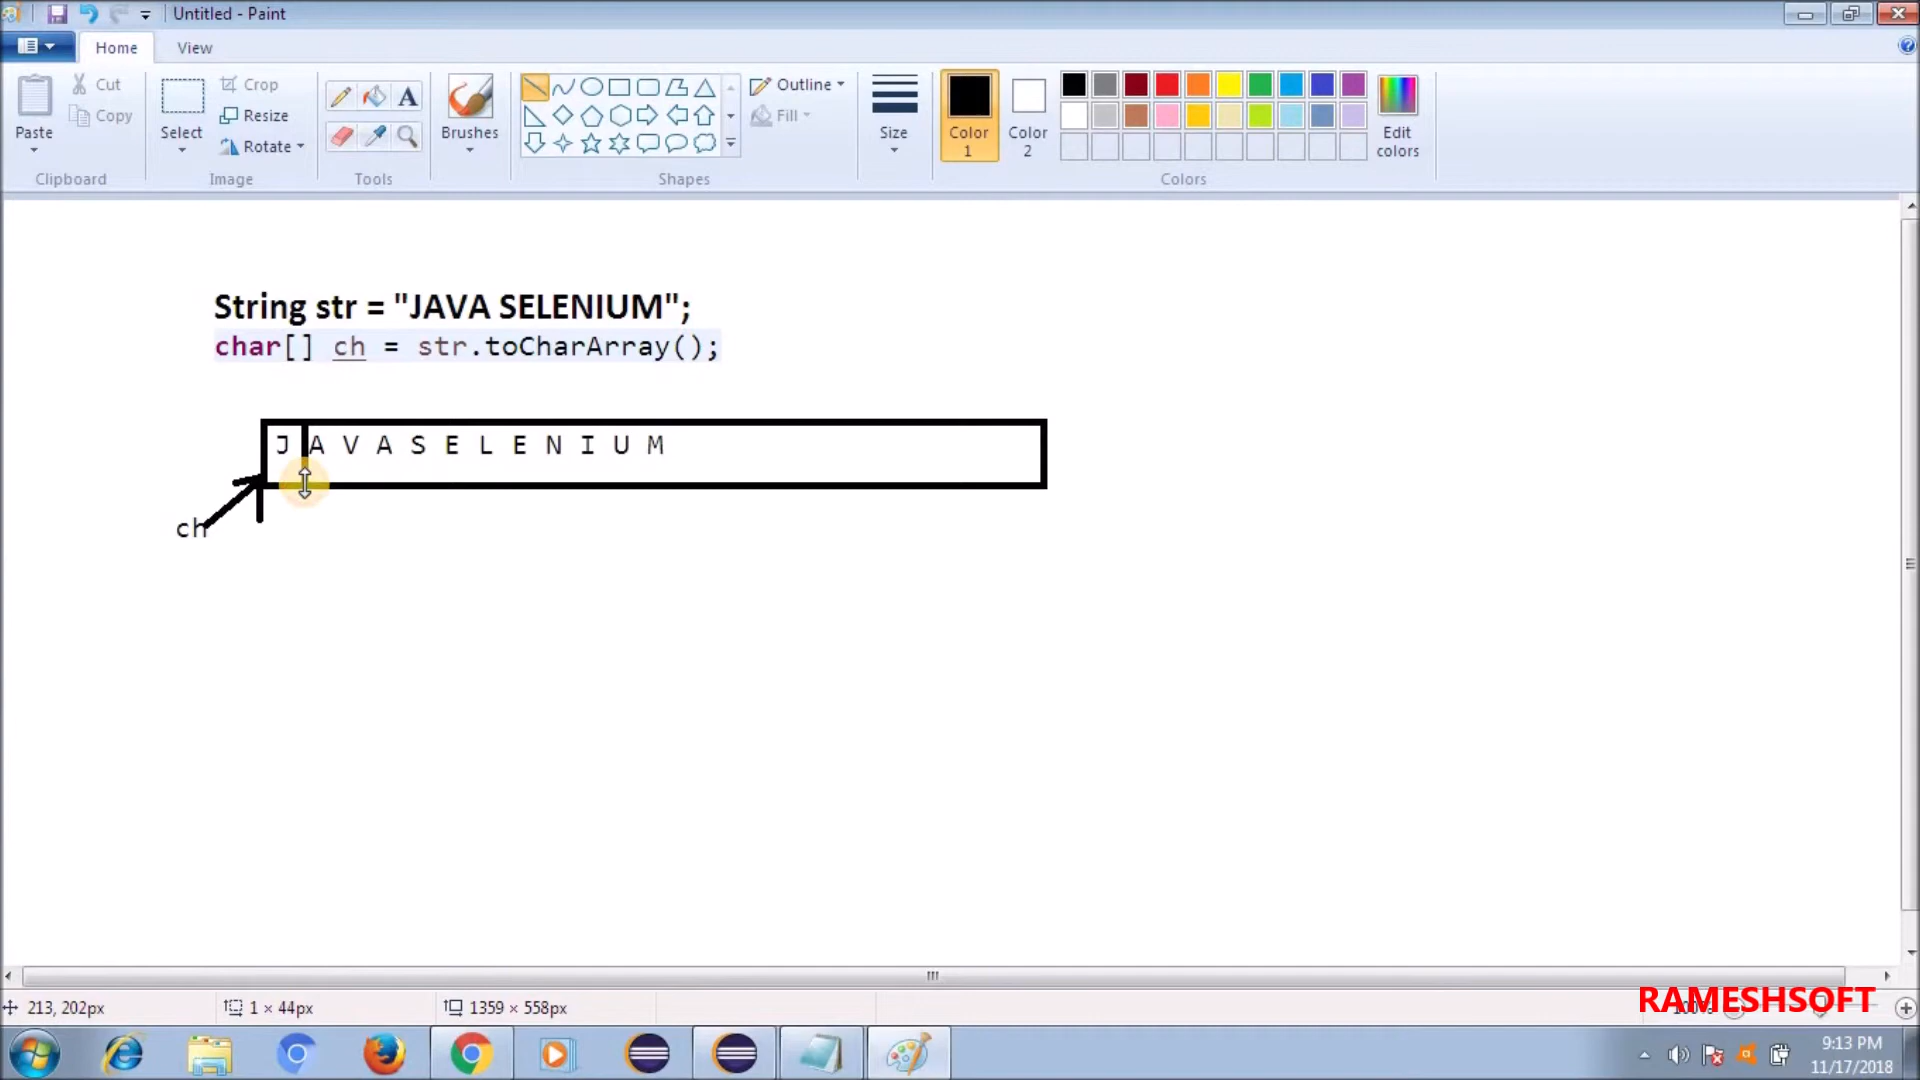 Untitled - Paint
Home
View
Paste
Cut
Copy
Clipboard
Select
Crop
Resize
Rotate
Image
Tools
Brushes
Shapes
Outline
Fill
Size
Color 1
Color 2
Edit colors
Colors
String str = "JAVA SELENIUM";
char[] ch = str.toCharArray();
J A V A S E L E N I U M
ch
213, 202px
1 × 44px
1359 × 558px
RAMESHSOFT
9:13 PM
11/17/2018